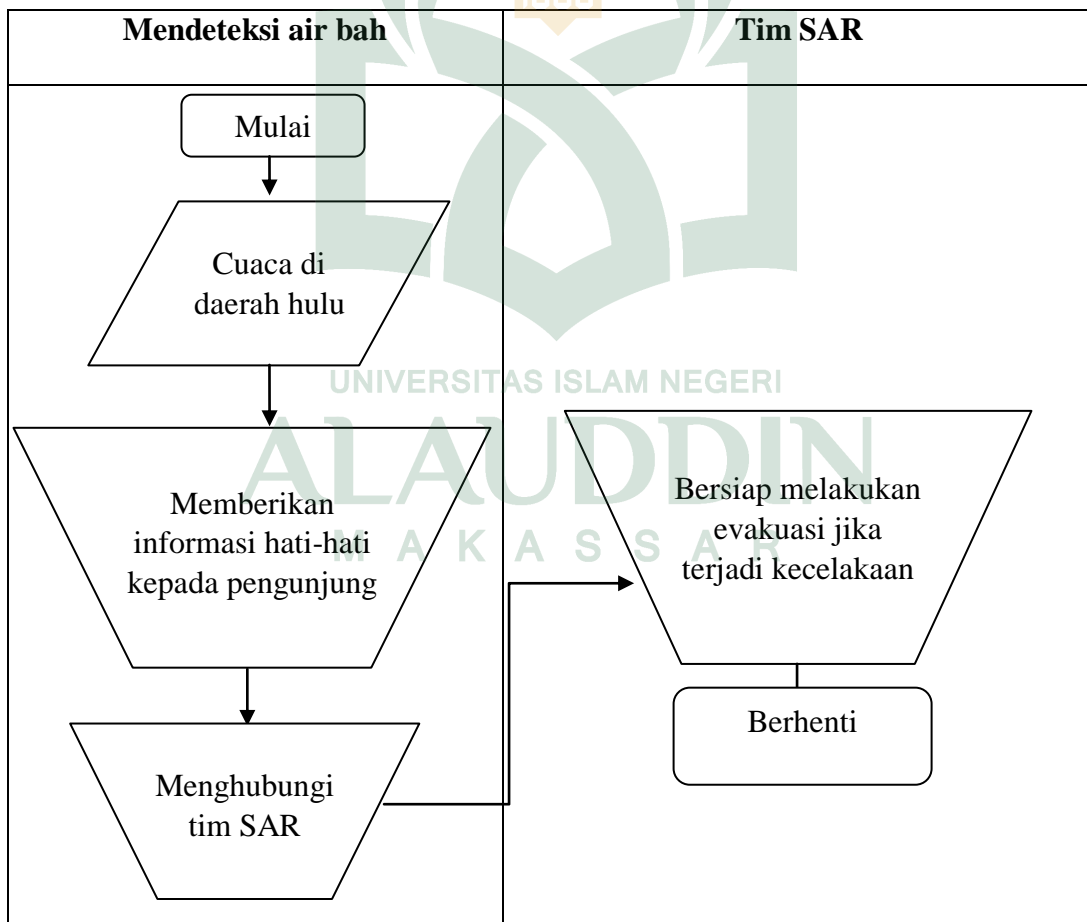 Mendeteksi air bah
Tim SAR
Mulai
Cuaca di
daerah hulu
Memberikan
informasi hati-hati
kepada pengunjung
Menghubungi
tim SAR
Bersiap melakukan
evakuasi jika
terjadi kecelakaan
Berhenti
UNIVERSITAS ISLAM NEGERI
ALAUDDIN
MAKASSAR